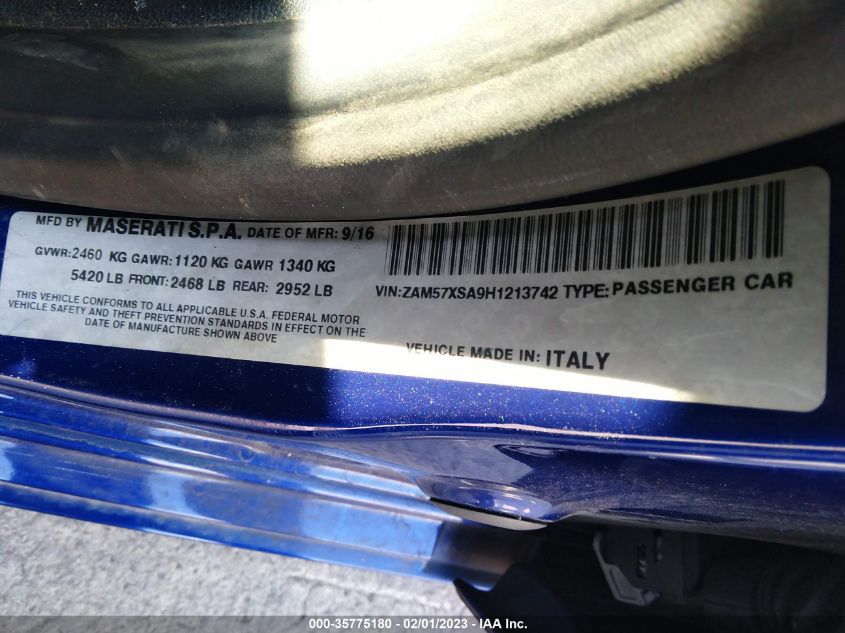 MFD BY MASERATI S.P.A. DATE OF MFR: 9/16
GVWR:2460 KG GAWR:1120 KG GAWR 1340 KG
5420 LB FRONT:2468 LB REAR: 2952 LB
THIS VEHICLE CONFORMS TO ALL APPLICABLE U.S.A. FEDERAL MOTOR
VEHICLE SAFETY AND THEFT PREVENTION STANDARDS IN EFFECT ON THE
DATE OF MANUFACTURE SHOWN ABOVE
VIN:ZAM57XSA9H1213742 TYPE: PASSENGER CAR
VEHICLE MADE IN: ITALY
000-35775180 - 02/01/2023 - IAA Inc.